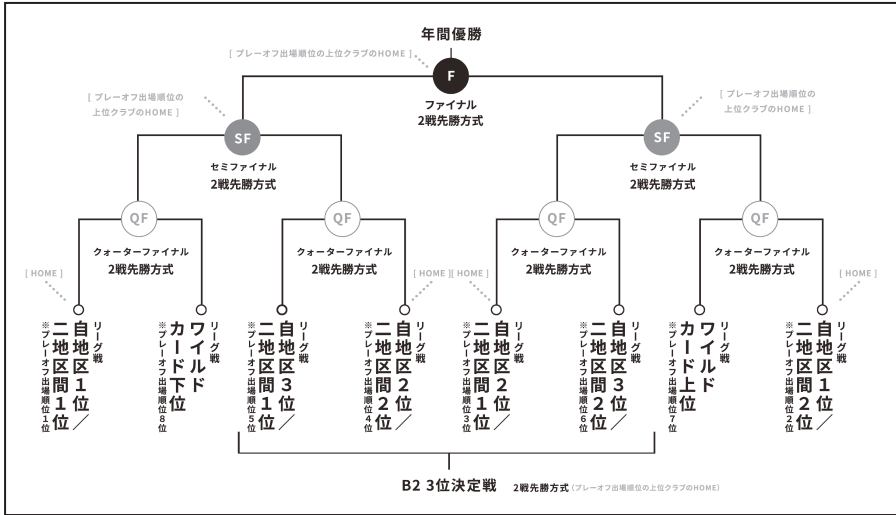 年間優勝
[ プレーオフ出場順位の上位クラブのHOME ]
F
ファイナル
2戦先勝方式
[ プレーオフ出場順位の
上位クラブのHOME ]
SF
セミファイナル
2戦先勝方式
[ プレーオフ出場順位の
上位クラブのHOME ]
SF
セミファイナル
2戦先勝方式
QF
クォーターファイナル
2戦先勝方式
QF
クォーターファイナル
2戦先勝方式
QF
クォーターファイナル
2戦先勝方式
QF
クォーターファイナル
2戦先勝方式
[ HOME ]
[ HOME ]
[ HOME ]
[ HOME ]
リーグ戦
自地区1位／
二地区間1位
※プレーオフ出場順位1位
リーグ戦
ワイルド
カード下位
※プレーオフ出場順位8位
リーグ戦
自地区3位／
二地区間1位
※プレーオフ出場順位5位
リーグ戦
自地区2位／
二地区間2位
※プレーオフ出場順位4位
リーグ戦
自地区2位／
二地区間1位
※プレーオフ出場順位3位
リーグ戦
自地区3位／
二地区間2位
※プレーオフ出場順位6位
リーグ戦
ワイルド
カード上位
※プレーオフ出場順位7位
リーグ戦
自地区1位／
二地区間2位
※プレーオフ出場順位2位
B2 3位決定戦 2戦先勝方式(プレーオフ出場順位の上位クラブのHOME)